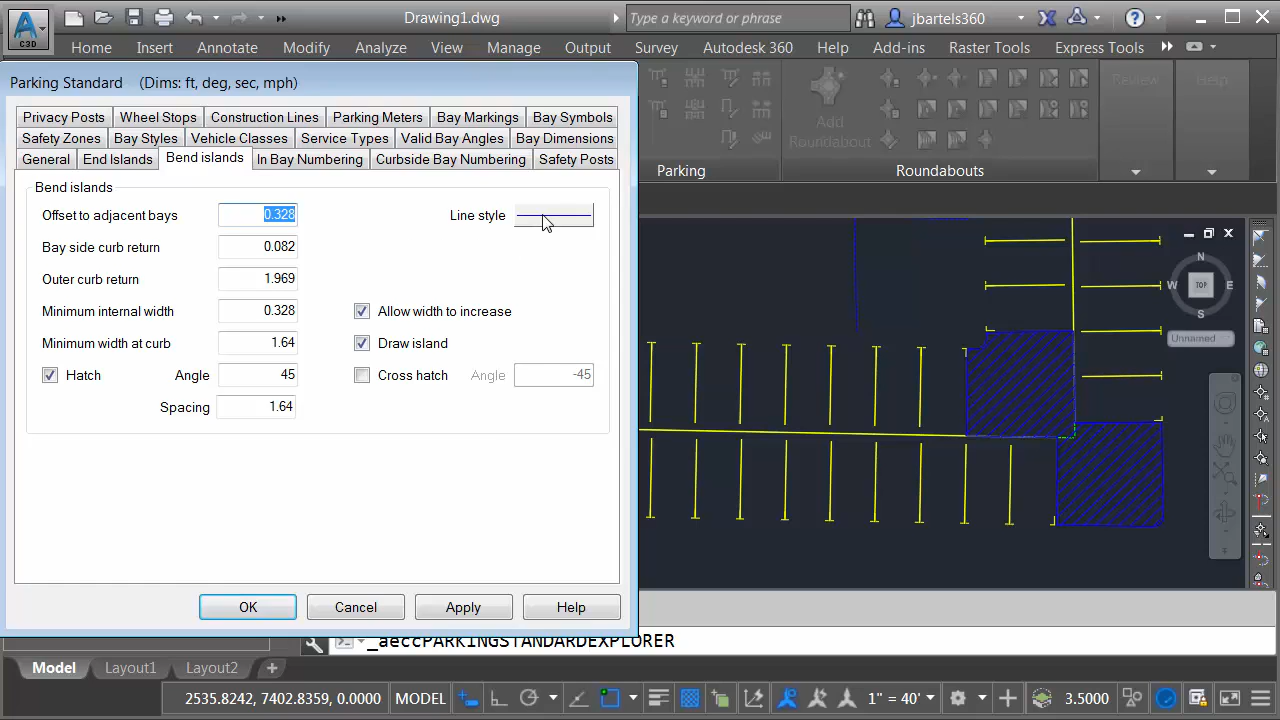 Drawing1.dwg
Type a keyword or phrase
jbartels360
C3D
Home Insert Annotate Modify Analyze View Manage Output Survey Autodesk 360 Help Add-ins Raster Tools Express Tools
Parking Standard (Dims: ft, deg, sec, mph)
Privacy Posts Wheel Stops Construction Lines Parking Meters Bay Markings Bay Symbols
Safety Zones Bay Styles Vehicle Classes Service Types Valid Bay Angles Bay Dimensions
General End Islands Bend islands In Bay Numbering Curbside Bay Numbering Safety Posts
Add
Roundabout
Review
Help
Parking
Roundabouts
Bend islands
Offset to adjacent bays 0.328 Line style
Bay side curb return 0.082
Outer curb return 1.969
Minimum internal width 0.328 Allow width to increase
Minimum width at curb 1.64 Draw island
Hatch Angle 45 Cross hatch Angle -45
Spacing 1.64
N
W TOP E
S
Unnamed
OK Cancel Apply Help
_aeccPARKINGSTANDARDEXPLORER
Model Layout1 Layout2 +
2535.8242, 7402.8359, 0.0000 MODEL 1" = 40' 3.5000